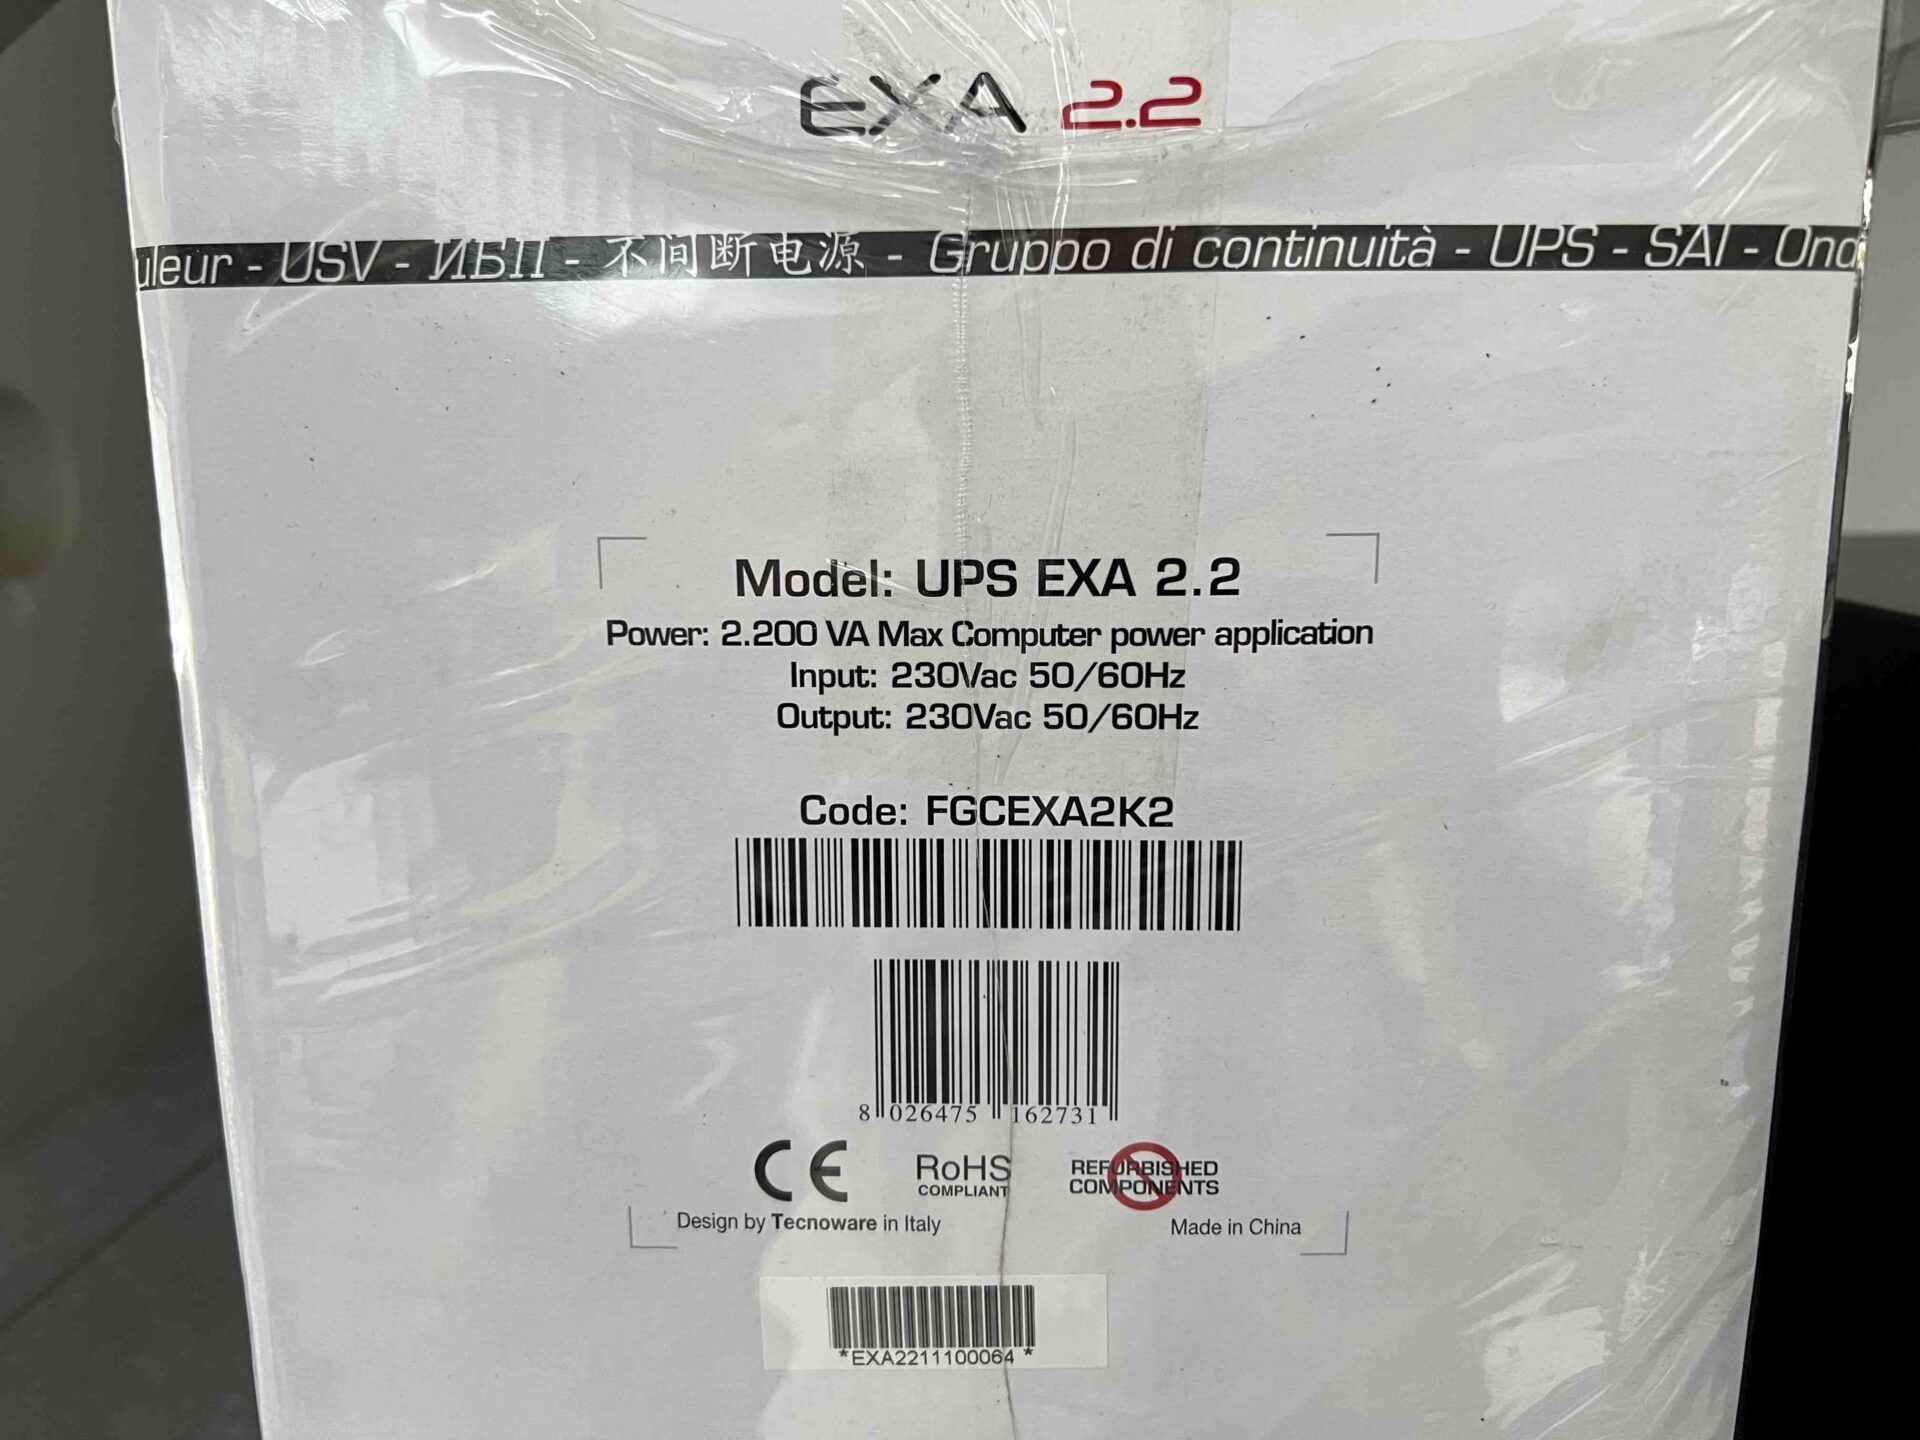 EXA 2.2
uleur - USV - ИБП - 不间断电源 - Gruppo di continuità - UPS - SAI - Ond
Model: UPS EXA 2.2
Power: 2.200 VA Max Computer power application
Input: 230Vac 50/60Hz
Output: 230Vac 50/60Hz
Code: FGCEXA2K2
8 026475 162731
CE RoHS COMPLIANT REFURBISHED COMPONENTS
Design by Tecnoware in Italy Made in China
*EXA2211100064*